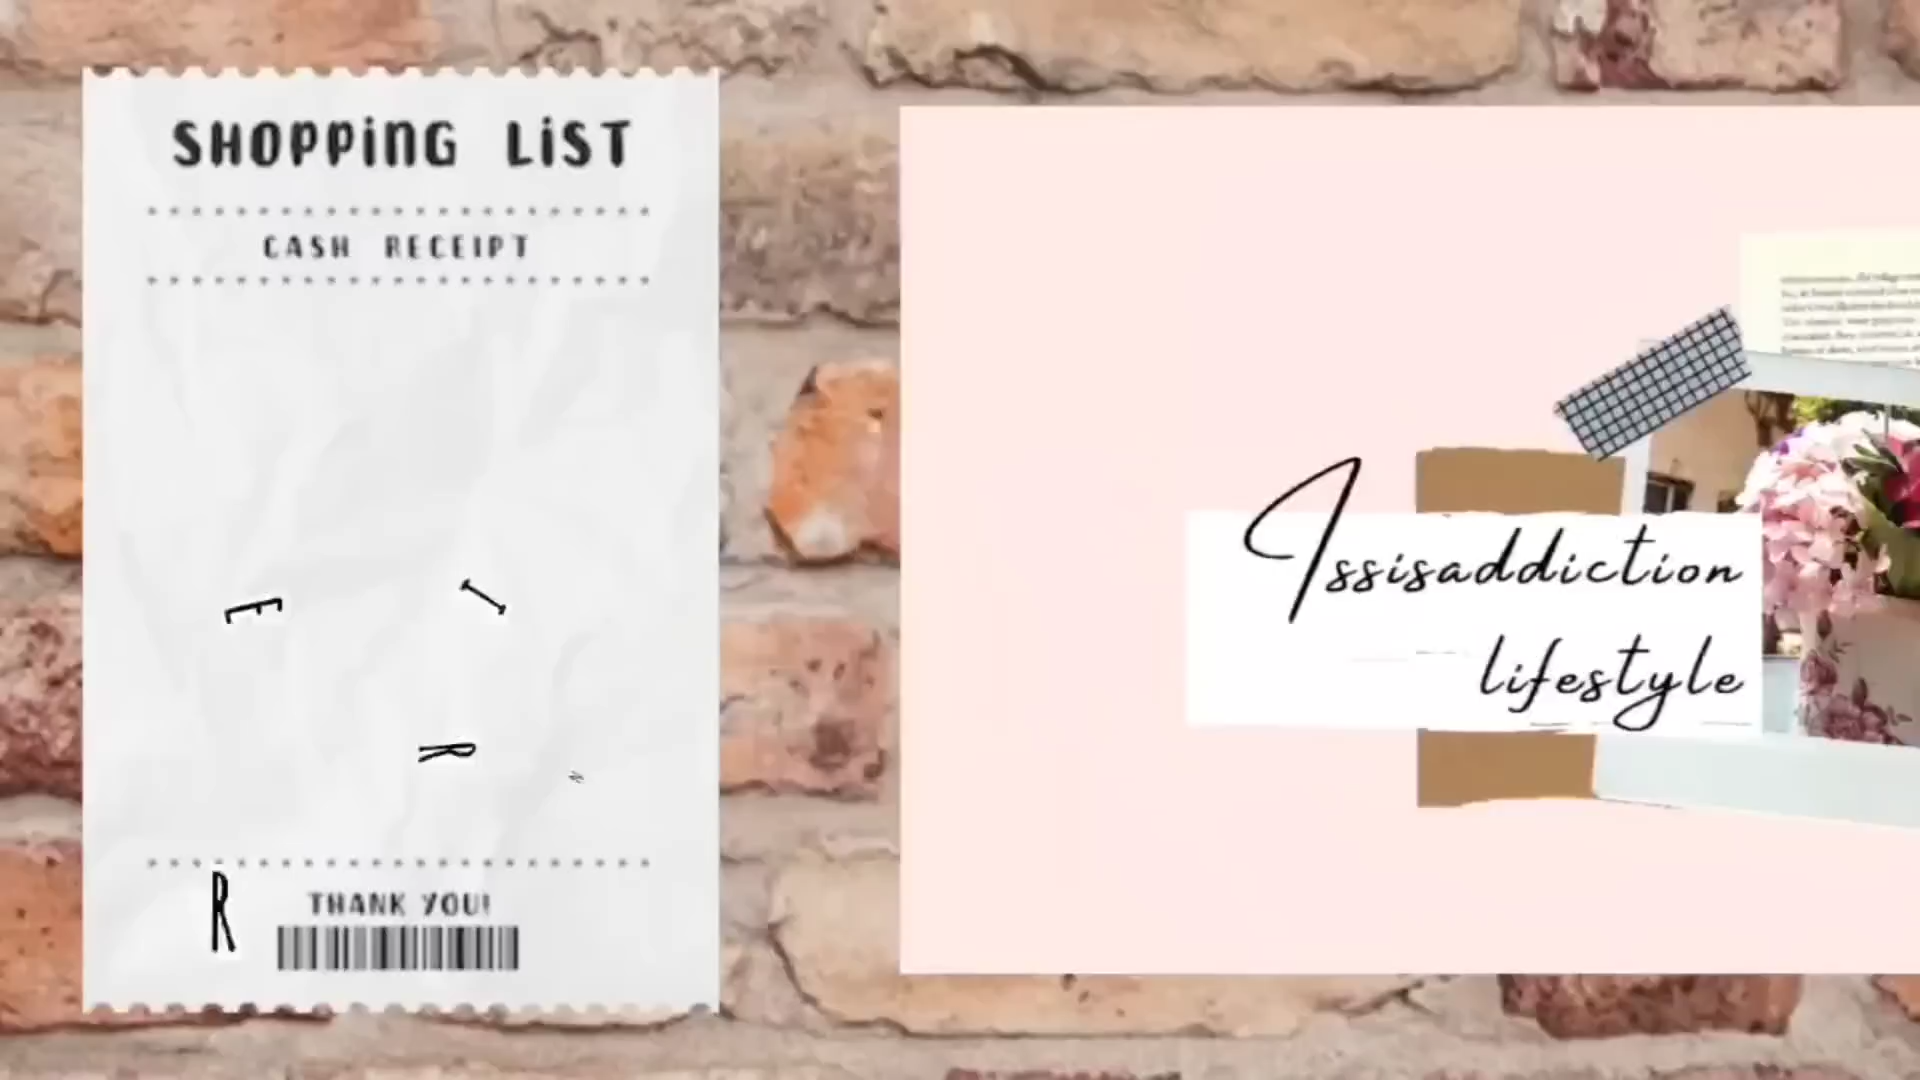 SHOPPiNG LiST
CASH RECEIPT
E
I
R
R
THANK YOU!
Issisaddiction
lifestyle